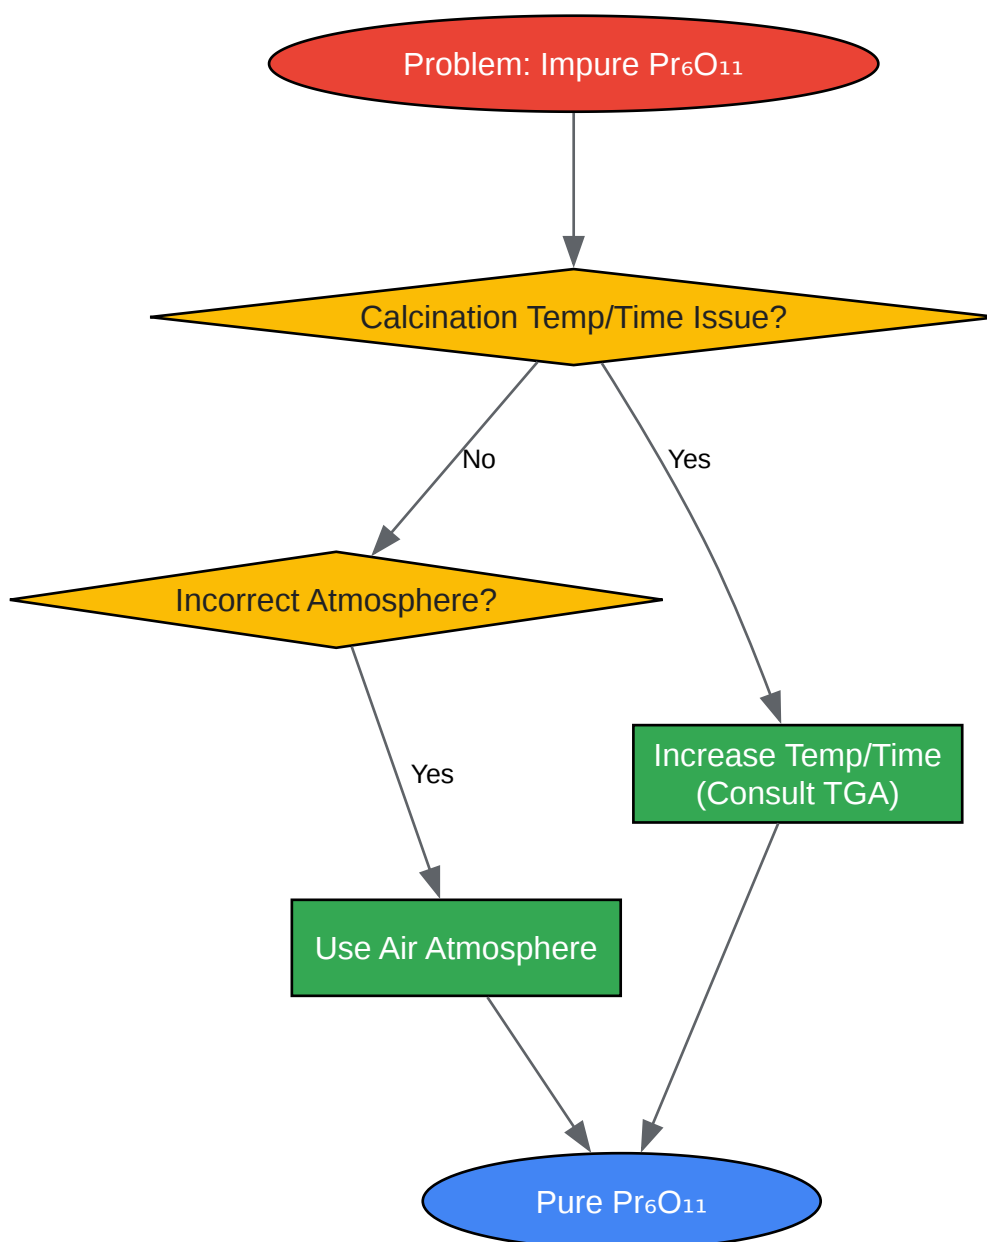 Problem: Impure Pr₆O₁₁
Calcination Temp/Time Issue?
No
Yes
Incorrect Atmosphere?
Increase Temp/Time
(Consult TGA)
Yes
Use Air Atmosphere
Pure Pr₆O₁₁